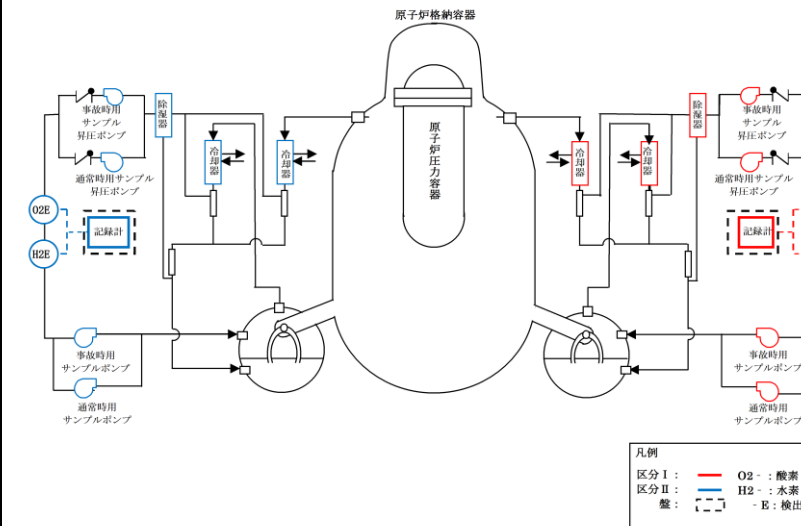 原子炉格納容器
原子炉圧力容器
事故時用
サンプル
昇圧ポンプ
除湿器
通常時用サンプル
昇圧ポンプ
冷却器
冷却器
O2E
H2E
記録計
事故時用
サンプルポンプ
通常時用
サンプルポンプ
冷却器
冷却器
除湿器
事故時用
サンプル
昇圧ポンプ
通常時用サンプル
昇圧ポンプ
記録計
事故時用
サンプルポンプ
通常時用
サンプルポンプ
凡例
区分Ⅰ： O2 - ：酸素
区分Ⅱ： H2 - ：水素
盤： - E：検出